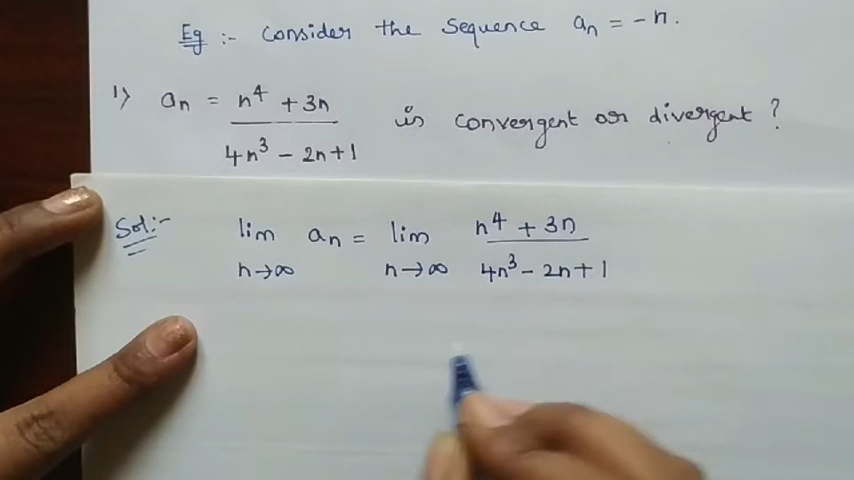 Eg :- Consider the sequence aₙ = -n.
1) aₙ = n⁴ + 3n / 4n³ - 2n + 1 is convergent or divergent ?
Sol:- lim n→∞ aₙ = lim n→∞ n⁴ + 3n / 4n³ - 2n + 1